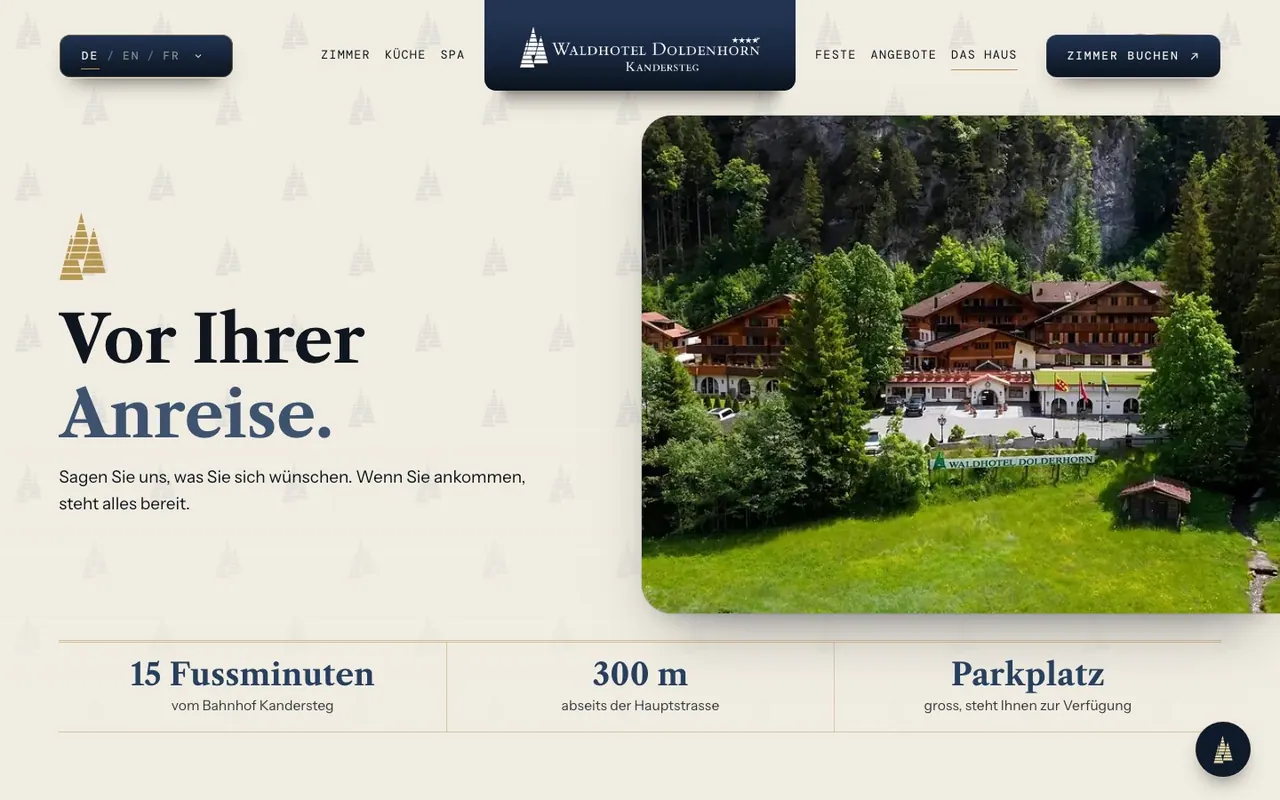 DE / EN / FR
ZIMMER KÜCHE SPA
WALDHOTEL DOLDENHORN
KANDERSTEG
FESTE ANGEBOTE DAS HAUS
ZIMMER BUCHEN
Vor Ihrer
Anreise.
Sagen Sie uns, was Sie sich wünschen. Wenn Sie ankommen,
steht alles bereit.
WALDHOTEL DOLDERHORN
15 Fussminuten
vom Bahnhof Kandersteg
300 m
abseits der Hauptstrasse
Parkplatz
gross, steht Ihnen zur Verfügung